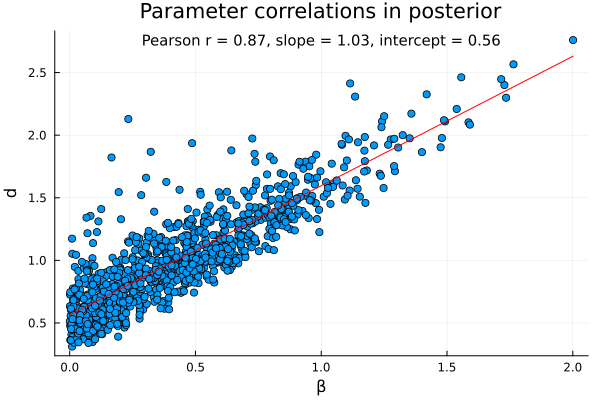 Parameter correlations in posterior
Pearson r = 0.87, slope = 1.03, intercept = 0.56
2.5
2.0
1.5
1.0
0.5
d
0.0 0.5 1.0 1.5 2.0
β